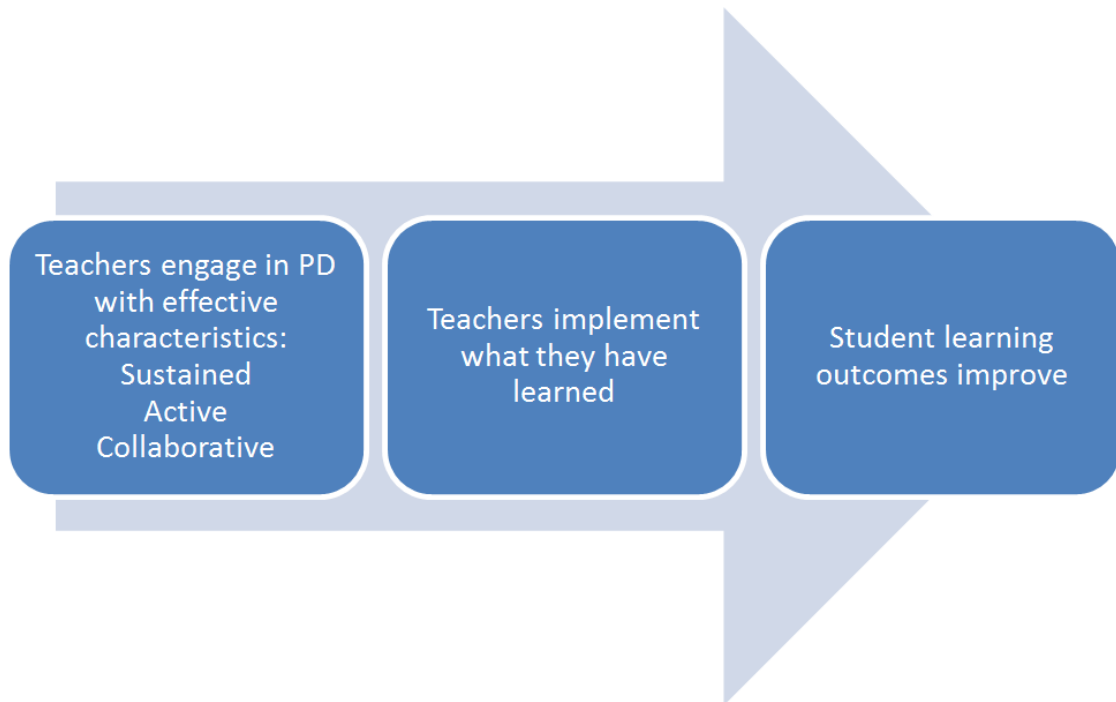 Teachers engage in PD
with effective
characteristics:
Sustained
Active
Collaborative
Teachers implement
what they have
learned
Student learning
outcomes improve